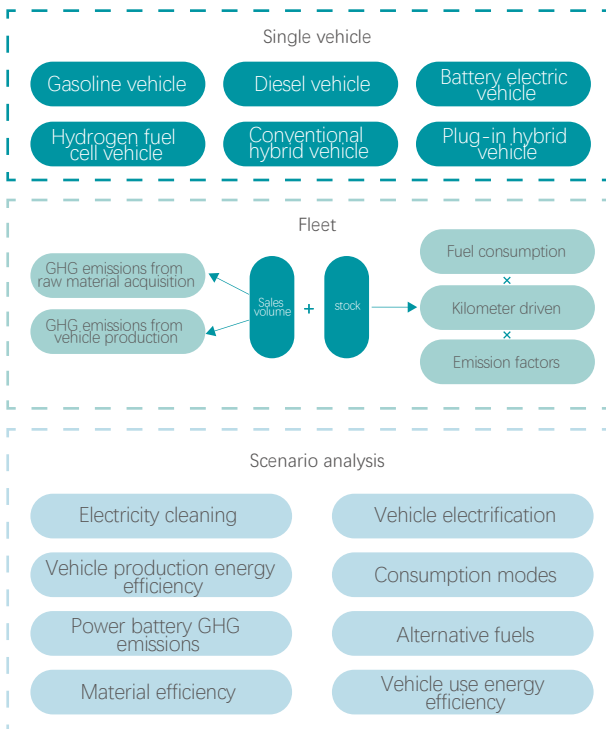 Single vehicle
Gasoline vehicle
Diesel vehicle
Battery electric
vehicle
Hydrogen fuel
cell vehicle
Conventional
hybrid vehicle
Plug-in hybrid
vehicle
Fleet
GHG emissions from
raw material acquisition
GHG emissions from
vehicle production
Sales
volume
+
stock
Fuel consumption
×
Kilometer driven
×
Emission factors
Scenario analysis
Electricity cleaning
Vehicle electrification
Vehicle production energy
efficiency
Consumption modes
Power battery GHG
emissions
Alternative fuels
Material efficiency
Vehicle use energy
efficiency